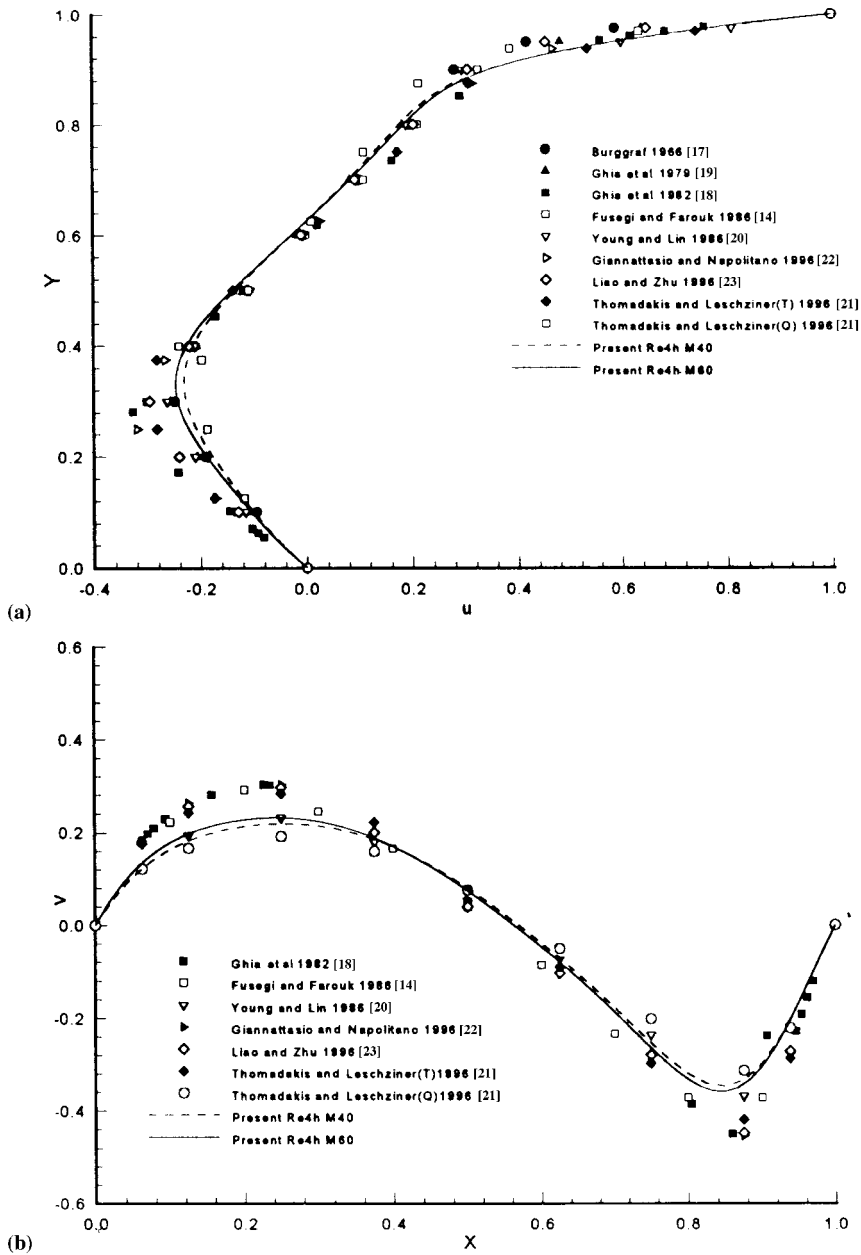 1.0
0.8
0.6
0.4
0.2
0.0
Y
-0.4
-0.2
0.0
0.2
0.4
0.6
0.8
1.0
u
Burggraf 1966 [17]
Ghia et al 1979 [19]
Ghia et al 1982 [18]
Fusegi and Farouk 1986 [14]
Young and Lin 1986 [20]
Giannattasio and Napolitano 1996 [22]
Liao and Zhu 1996 [23]
Thomadakis and Leschziner(T) 1996 [21]
Thomadakis and Leschziner(Q) 1996 [21]
Present Re4h M40
Present Re4h M60
(a)
0.6
0.4
0.2
0.0
-0.2
-0.4
-0.6
V
Ghia et al 1982 [18]
Fusegi and Farouk 1986 [14]
Young and Lin 1986 [20]
Giannattasio and Napolitano 1996 [22]
Liao and Zhu 1996 [23]
Thomadakis and Leschziner(T)1996 [21]
Thomadakis and Leschziner(Q)1996 [21]
Present Re4h M40
Present Re4h M60
0.0
0.2
0.4
0.6
0.8
1.0
X
(b)